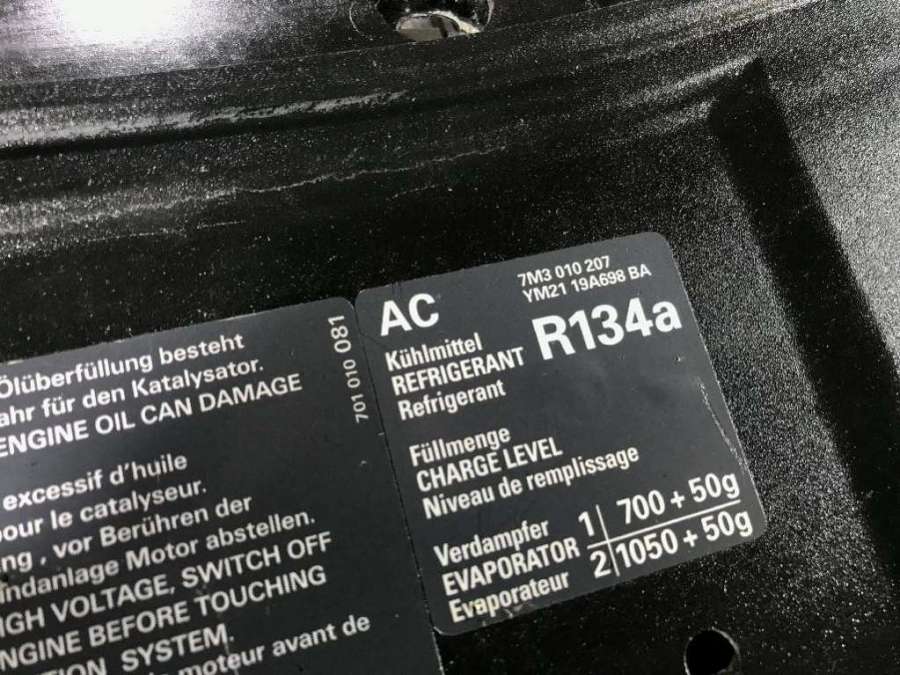 Ölüberfüllung besteht
ahr für den Katalysator.
ENGINE OIL CAN DAMAGE
excessif d'huile
pour le catalyseur.
ng , vor Berühren der
ndanlage Motor abstellen.
IGH VOLTAGE, SWITCH OFF
NGINE BEFORE TOUCHING
TION SYSTEM.
moteur avant de
701 010 081
7M3 010 207
YM21 19A698 BA
AC
Kühlmittel
REFRIGERANT R134a
Refrigerant
Füllmenge
CHARGE LEVEL
Niveau de remplissage
Verdampfer 1 700 + 50g
EVAPORATOR
Evaporateur 2 1050 + 50g